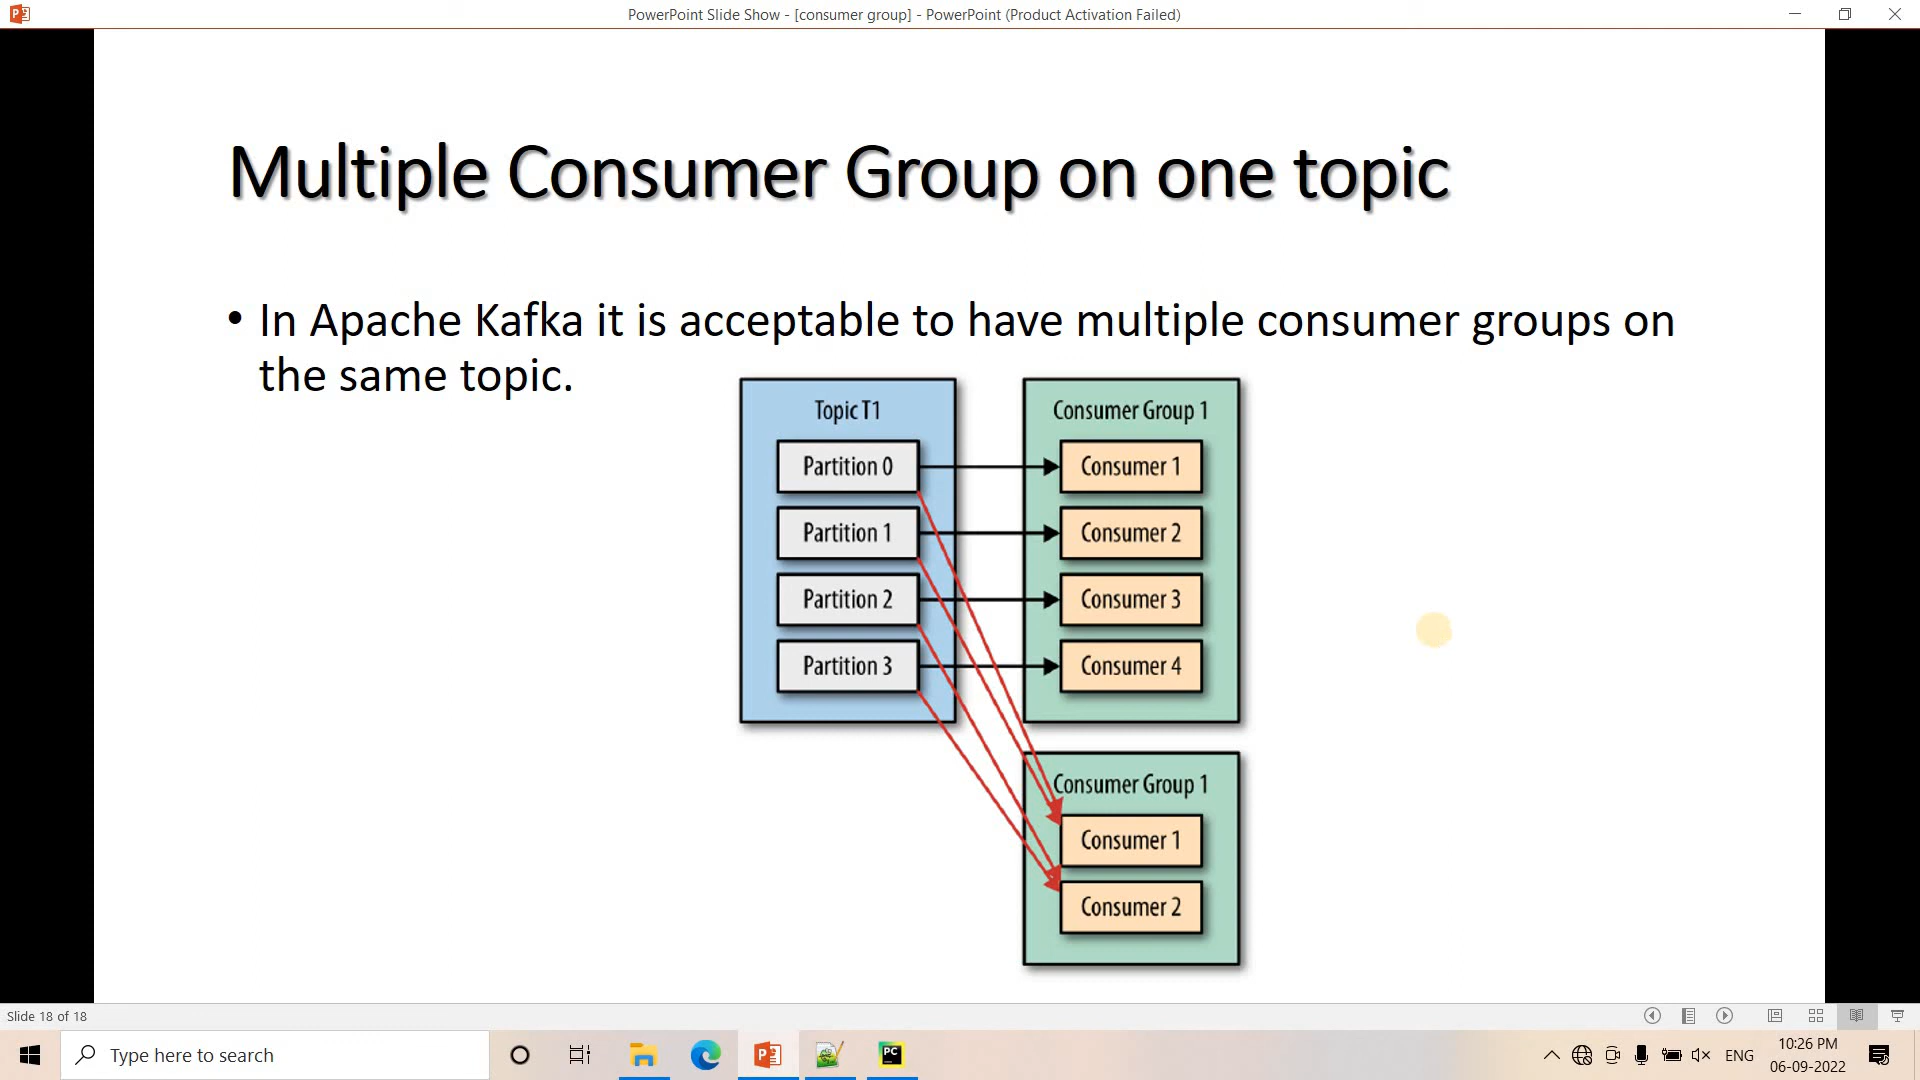 PowerPoint Slide Show - [consumer group] - PowerPoint (Product Activation Failed)
Multiple Consumer Group on one topic
• In Apache Kafka it is acceptable to have multiple consumer groups on
the same topic.
Topic T1
Partition 0
Partition 1
Partition 2
Partition 3
Consumer Group 1
Consumer 1
Consumer 2
Consumer 3
Consumer 4
Consumer Group 1
Consumer 1
Consumer 2
Slide 18 of 18
Type here to search
PC
ENG
10:26 PM
06-09-2022